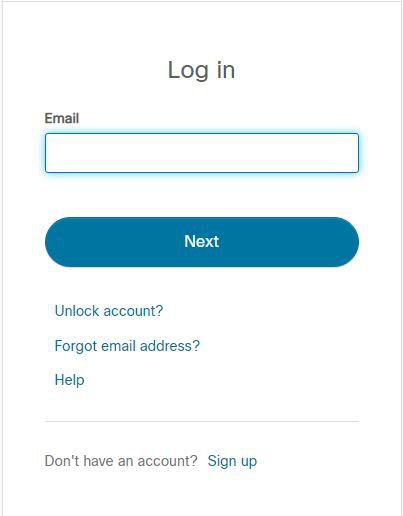 Log in
Email
Next
Unlock account?
Forgot email address?
Help
Don't have an account? Sign up